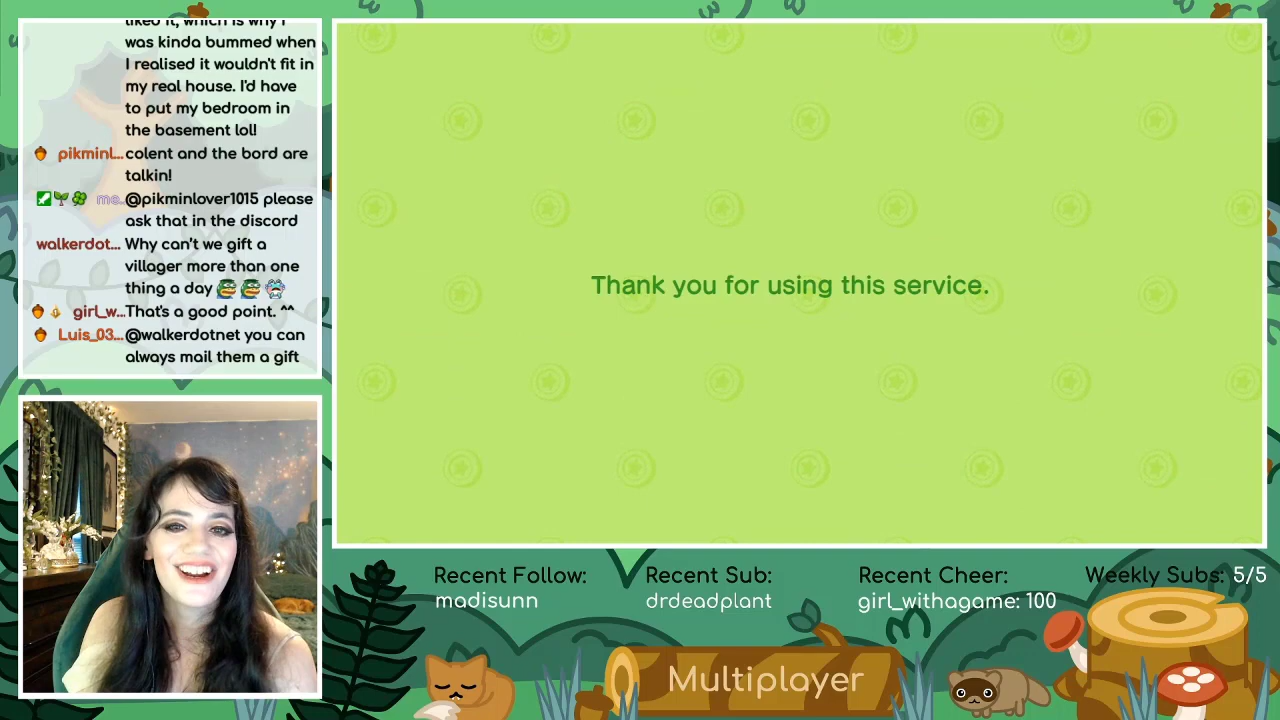 liked it, which is why I
was kinda bummed when
I realised it wouldn't fit in
my real house. I'd have
to put my bedroom in
the basement lol!
pikminl... colent and the bord are
talkin!
me.. @pikminlover1015 please
ask that in the discord
walkerdot... Why can't we gift a
villager more than one
thing a day
girl_w... That's a good point. ^^
Luis_03... @walkerdotnet you can
always mail them a gift
Thank you for using this service.
Recent Follow:
madisunn
Recent Sub:
drdeadplant
Recent Cheer:
girl_withagame: 100
Weekly Subs: 5/5
Multiplayer